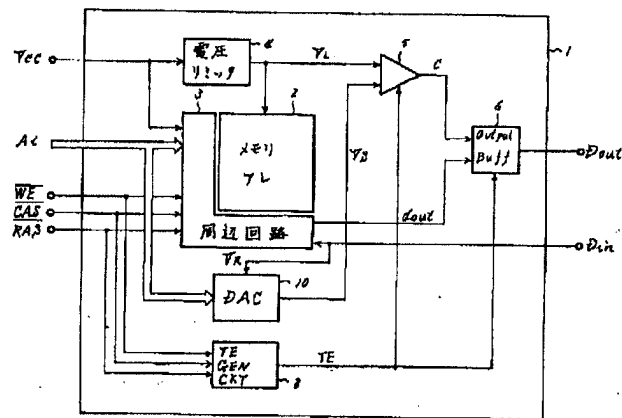 1
VCC
電圧
リミッタ
4
VL
5
C
3
2
Ai
メモリ
アレ
VB
6
Output
Buff
Dout
WE
CAS
RAS
周辺回路
dout
VR
Din
DAC
10
TE
GEN
CKT
8
TE